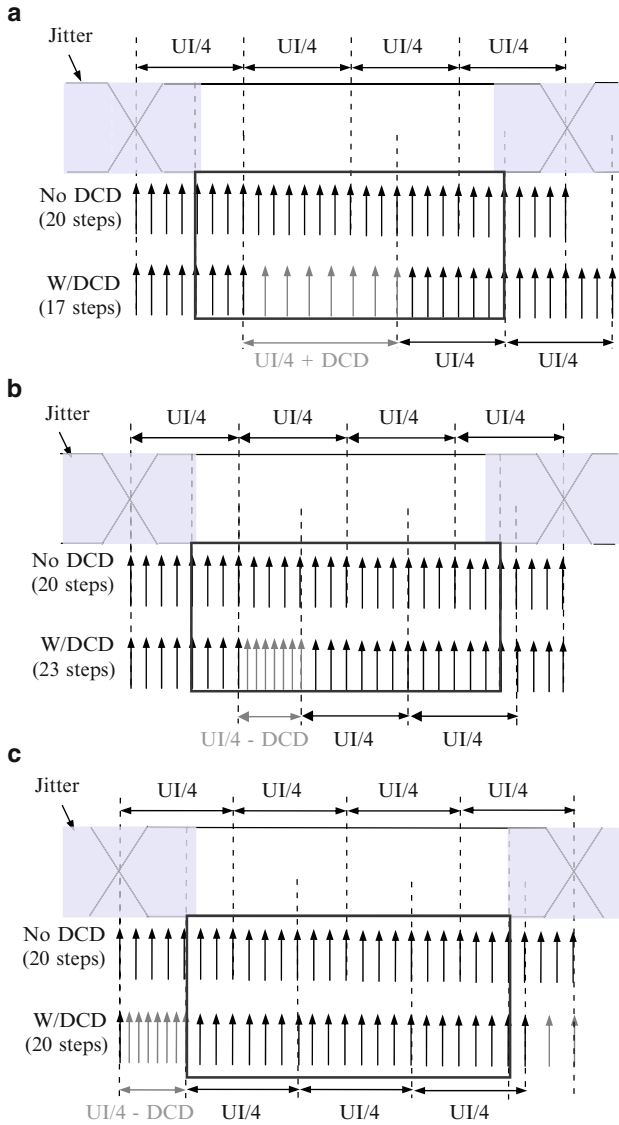 a
Jitter
UI/4 UI/4 UI/4 UI/4
No DCD
(20 steps)
W/DCD
(17 steps)
UI/4 + DCD UI/4 UI/4
b
Jitter
UI/4 UI/4 UI/4 UI/4
No DCD
(20 steps)
W/DCD
(23 steps)
UI/4 - DCD UI/4 UI/4
c
Jitter
UI/4 UI/4 UI/4 UI/4
No DCD
(20 steps)
W/DCD
(20 steps)
UI/4 - DCD UI/4 UI/4 UI/4